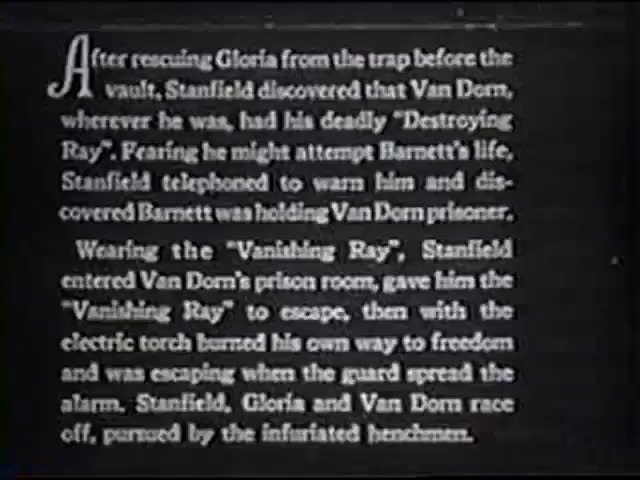 After rescuing Gloria from the trap before the
vault, Stanfield discovered that Van Dorn,
wherever he was, had his deadly "Destroying
Ray". Fearing he might attempt Barnett's life,
Stanfield telephoned to warn him and dis-
covered Barnett was holding Van Dorn prisoner.
Wearing the "Vanishing Ray", Stanfield
entered Van Dorn's prison room, gave him the
"Vanishing Ray" to escape, then with the
electric torch burned his own way to freedom
and was escaping when the guard spread the
alarm. Stanfield, Gloria and Van Dorn race
off, pursued by the infuriated henchmen.